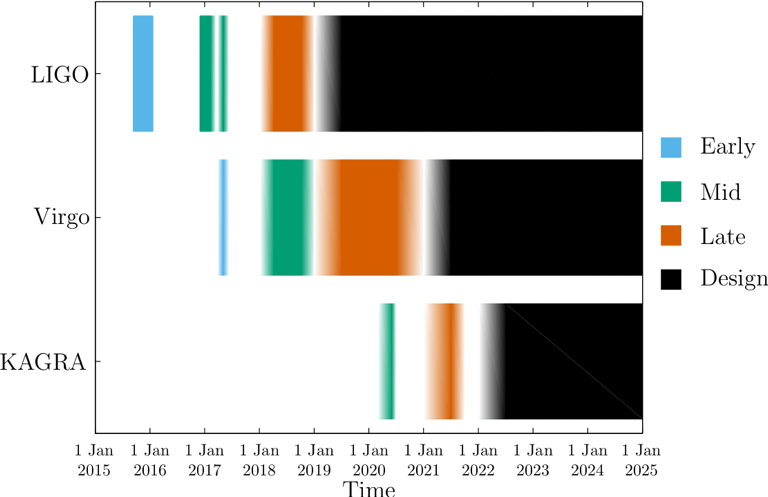 LIGO
Virgo
KAGRA
Early
Mid
Late
Design
1 Jan 1 Jan 1 Jan 1 Jan 1 Jan 1 Jan 1 Jan 1 Jan 1 Jan 1 Jan 1 Jan
2015 2016 2017 2018 2019 2020 2021 2022 2023 2024 2025
Time